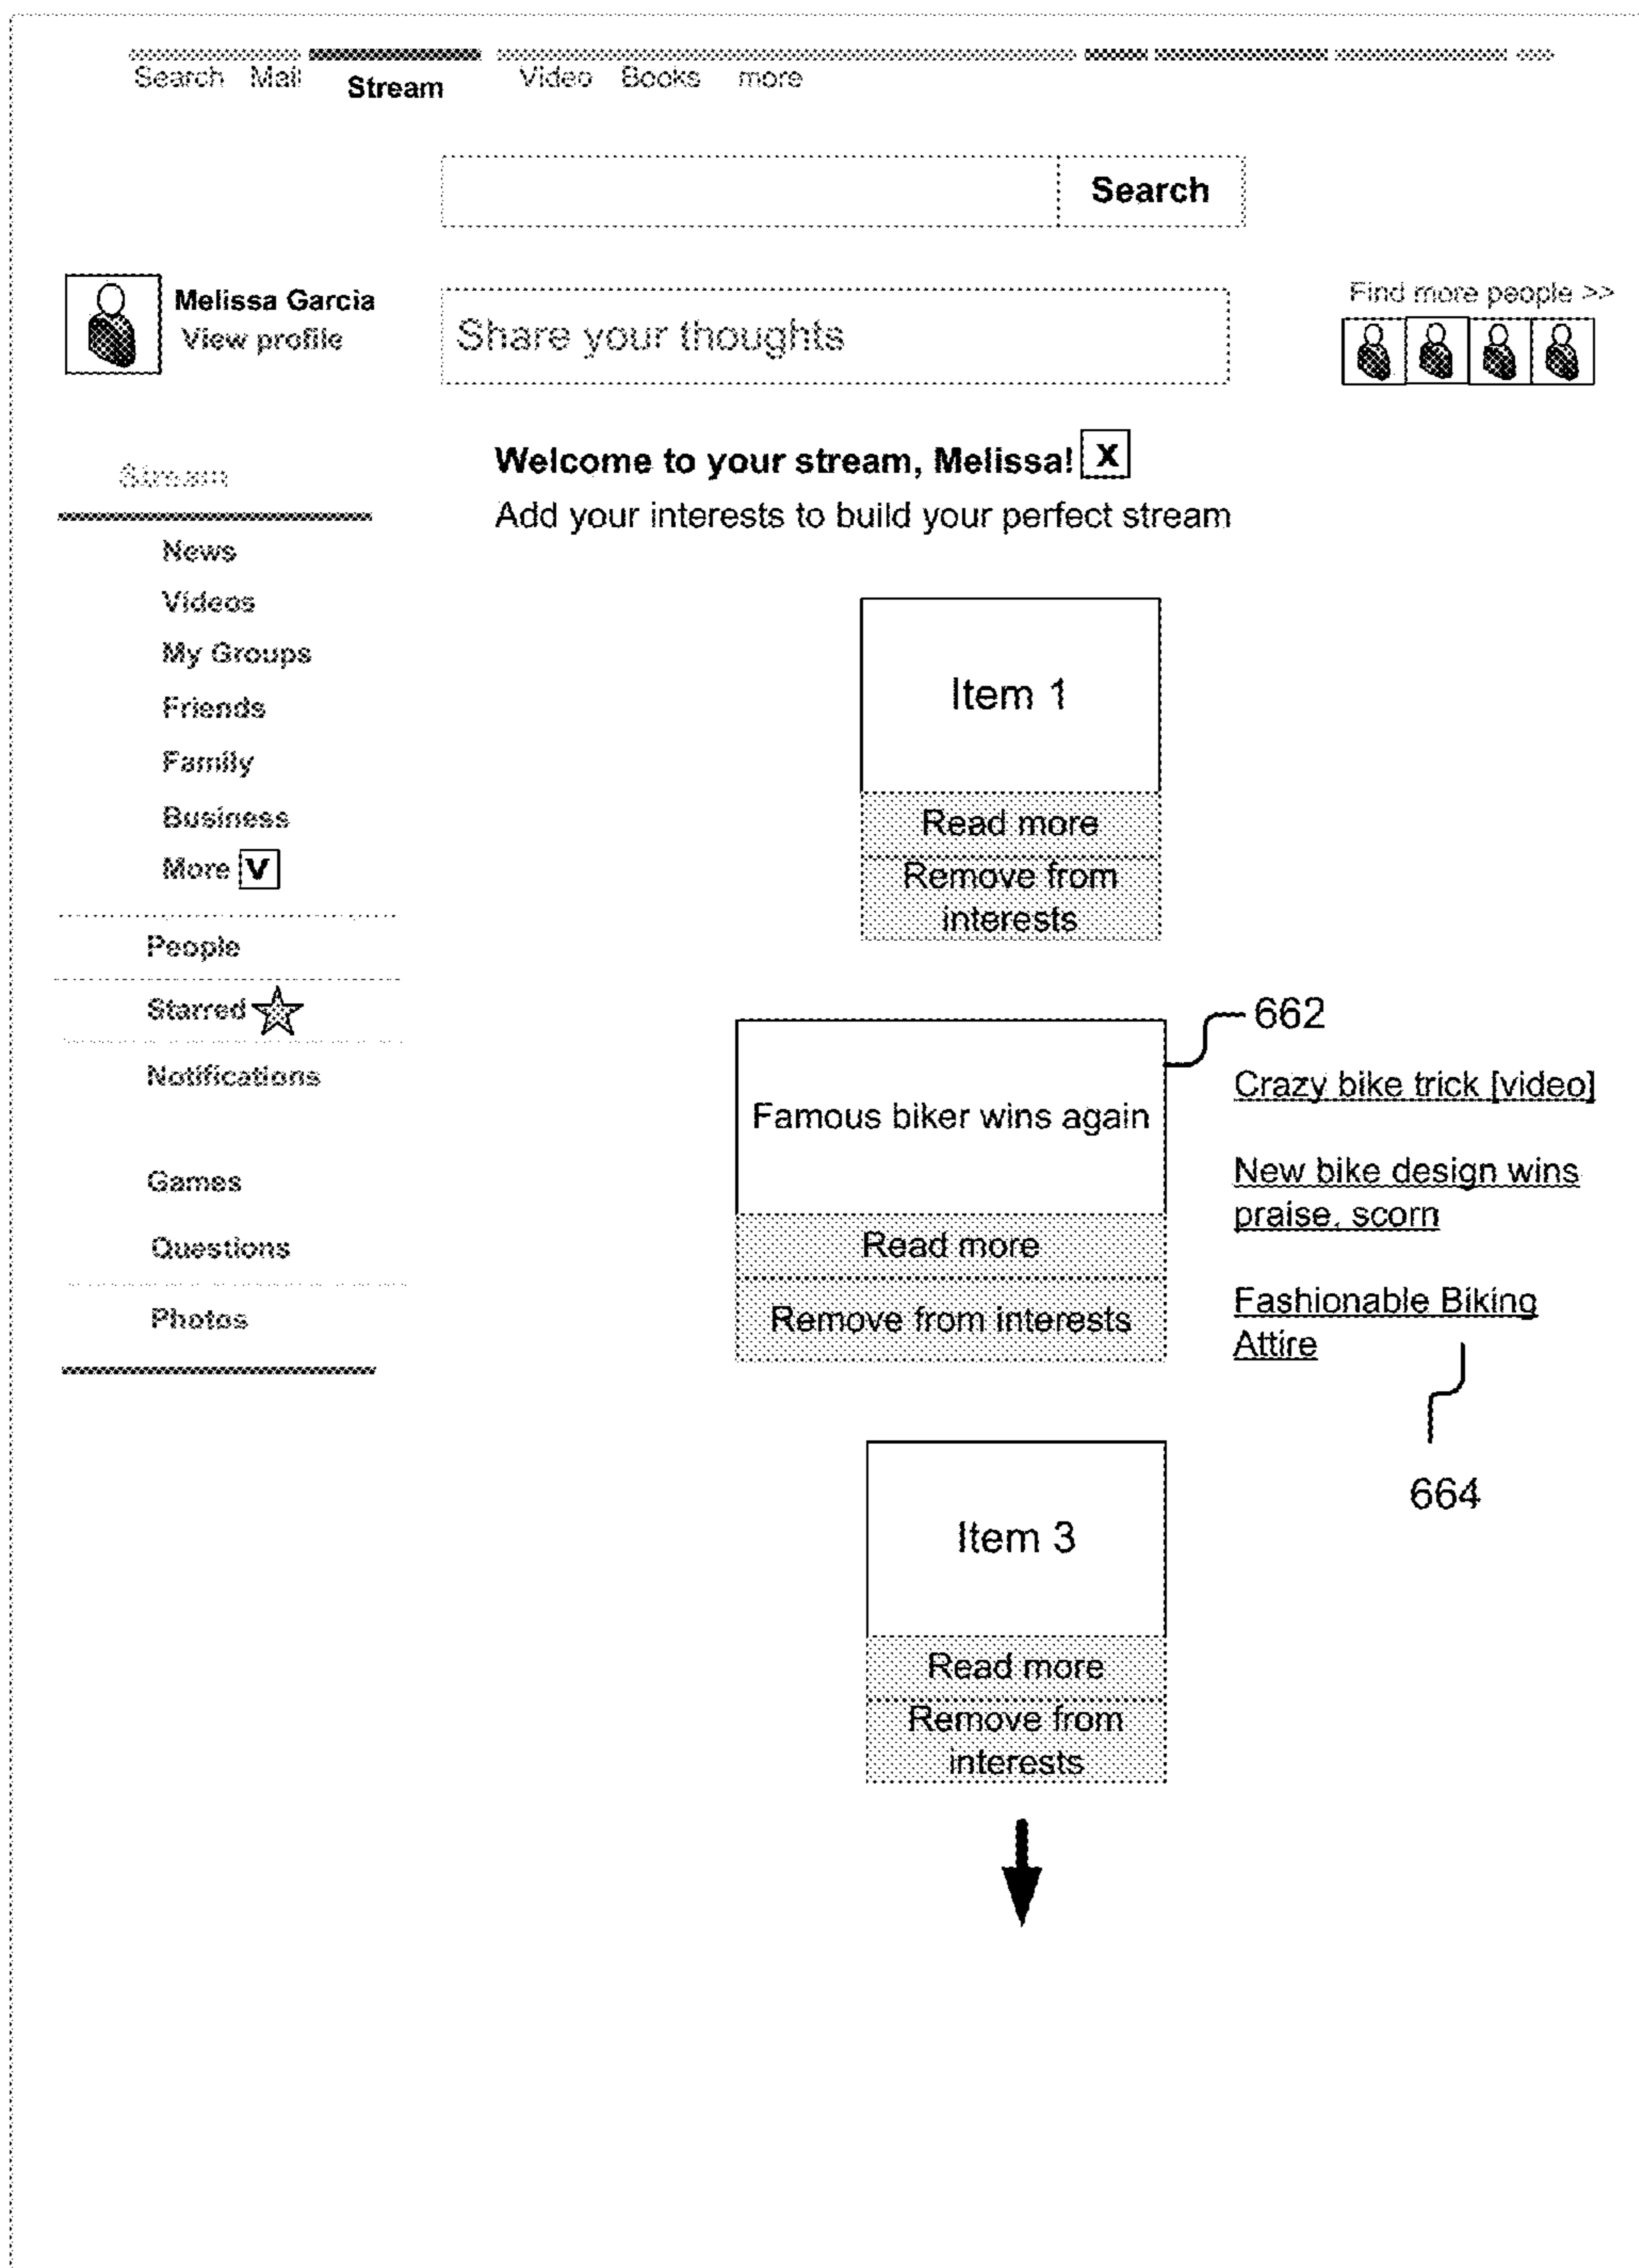 Search Mail Stream Video Books more
Search
Melissa Garcia
View profile
Share your thoughts
Find more people >>
Welcome to your stream, Melissa! X
Add your interests to build your perfect stream
Stream
News
Videos
My Groups
Friends
Family
Business
More V
People
Starred
Notifications
Games
Questions
Photos
Item 1
Read more
Remove from
interests
662
Famous biker wins again
Read more
Remove from interests
Crazy bike trick [video]
New bike design wins
praise, scorn
Fashionable Biking
Attire
664
Item 3
Read more
Remove from
interests